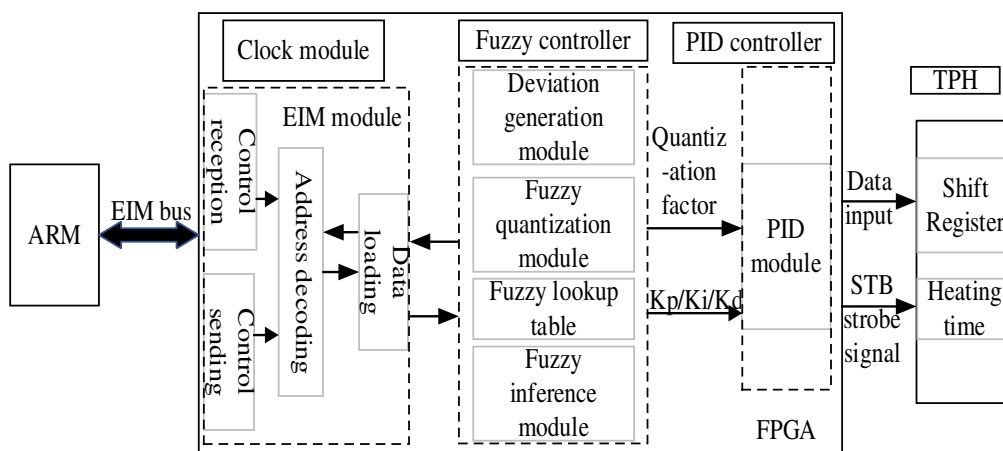 Clock module
Fuzzy controller
PID controller
TPH
ARM
EIM bus
EIM module
Control
reception
Control
sending
Address decoding
Data
loading
Deviation
generation
module
Fuzzy
quantization
module
Fuzzy lookup
table
Fuzzy
inference
module
Quantiz
-ation
factor
Kp/Ki/Kd
PID
module
FPGA
Data
input
STB
strobe
signal
Shift
Register
Heating
time